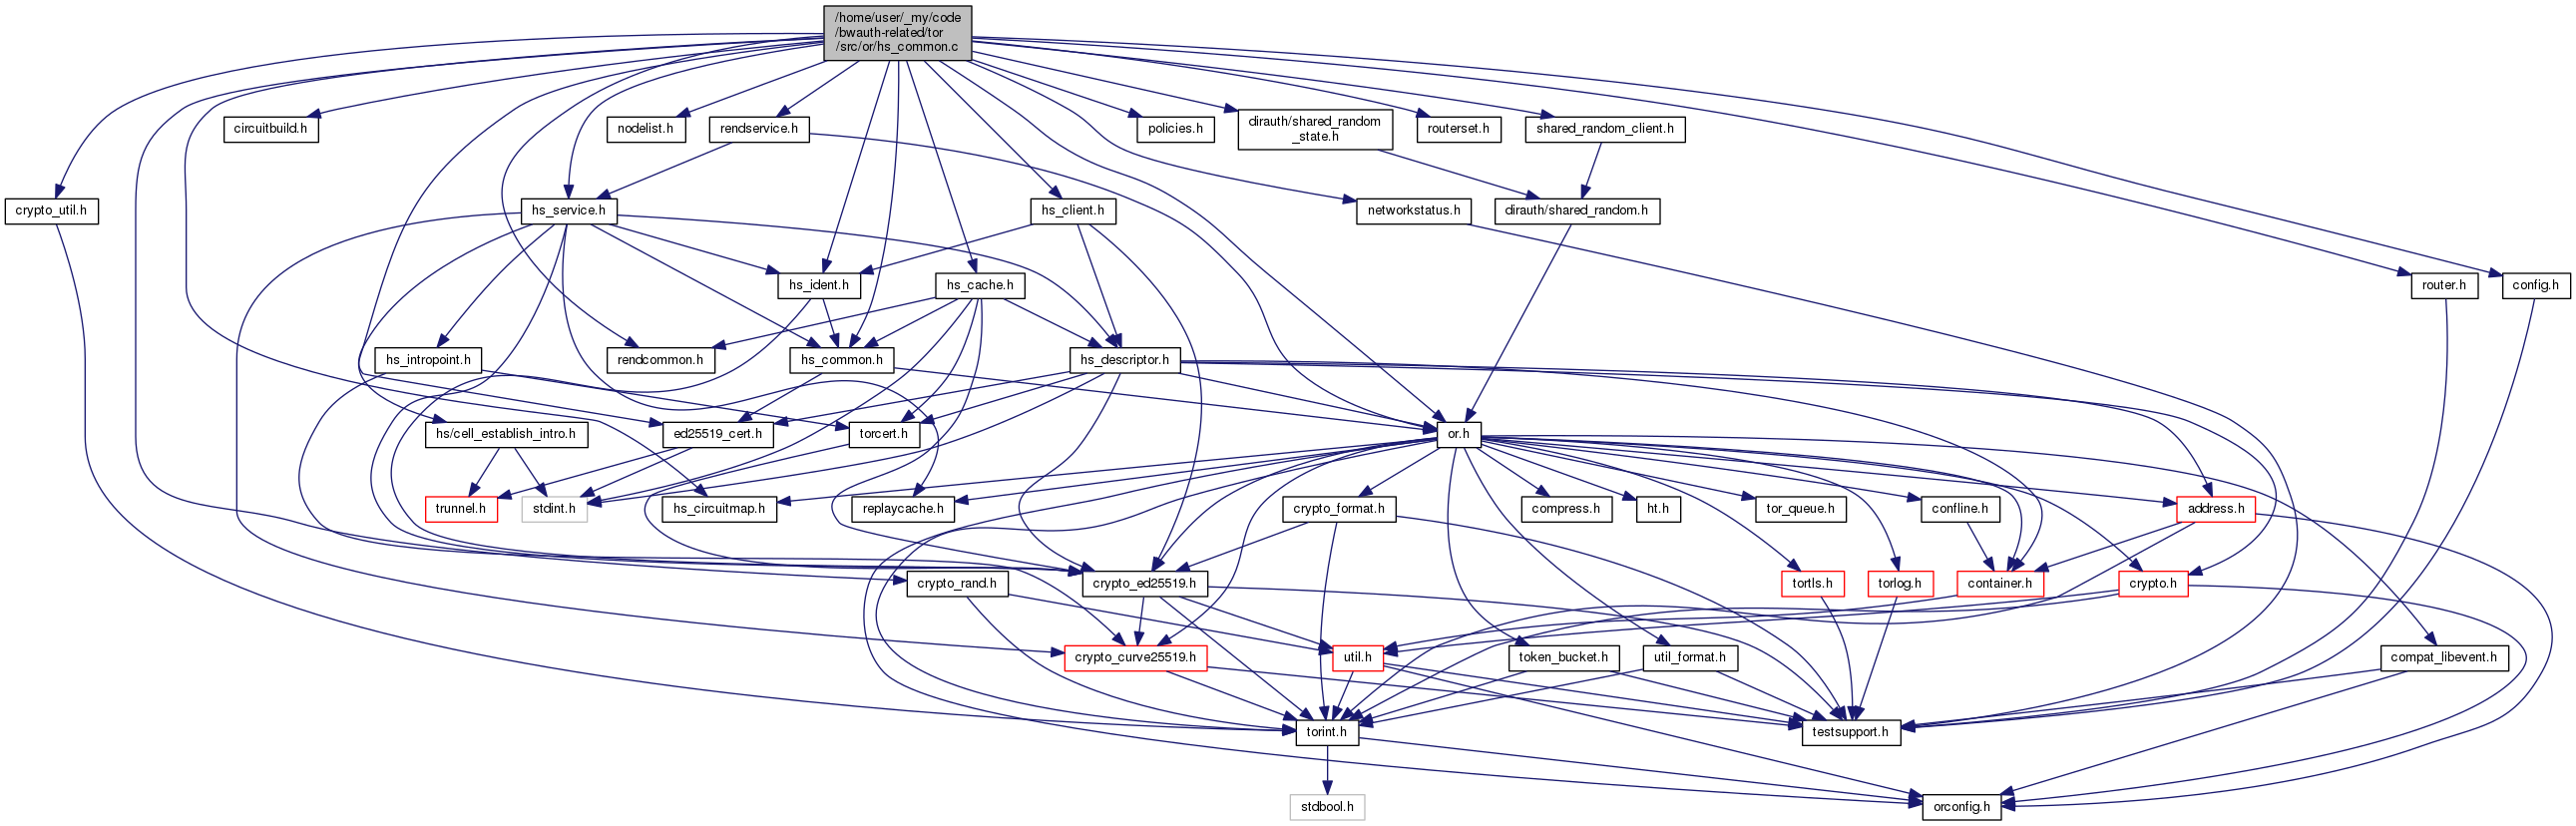 /home/user/_my/code
/bwauth-related/tor
/src/or/hs_common.c
circuitbuild.h
nodelist.h
rendservice.h
policies.h
dirauth/shared_random
_state.h
routerset.h
shared_random_client.h
crypto_util.h
hs_service.h
hs_client.h
networkstatus.h
dirauth/shared_random.h
hs_ident.h
hs_cache.h
router.h
config.h
hs_intropoint.h
rendcommon.h
hs_common.h
hs_descriptor.h
hs/cell_establish_intro.h
ed25519_cert.h
torcert.h
or.h
trunnel.h
stdint.h
hs_circuitmap.h
replaycache.h
crypto_format.h
compress.h
ht.h
tor_queue.h
confline.h
address.h
crypto_rand.h
crypto_ed25519.h
tortls.h
torlog.h
container.h
crypto.h
crypto_curve25519.h
util.h
token_bucket.h
util_format.h
compat_libevent.h
torint.h
testsupport.h
stdbool.h
orconfig.h